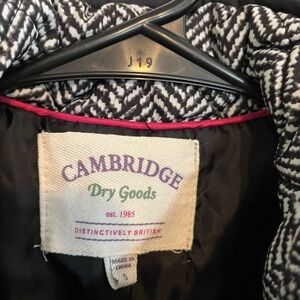 J19
CAMBRIDGE
Dry Goods
est. 1985
DISTINCTIVELY BRITISH
MADE IN
CHINA
S